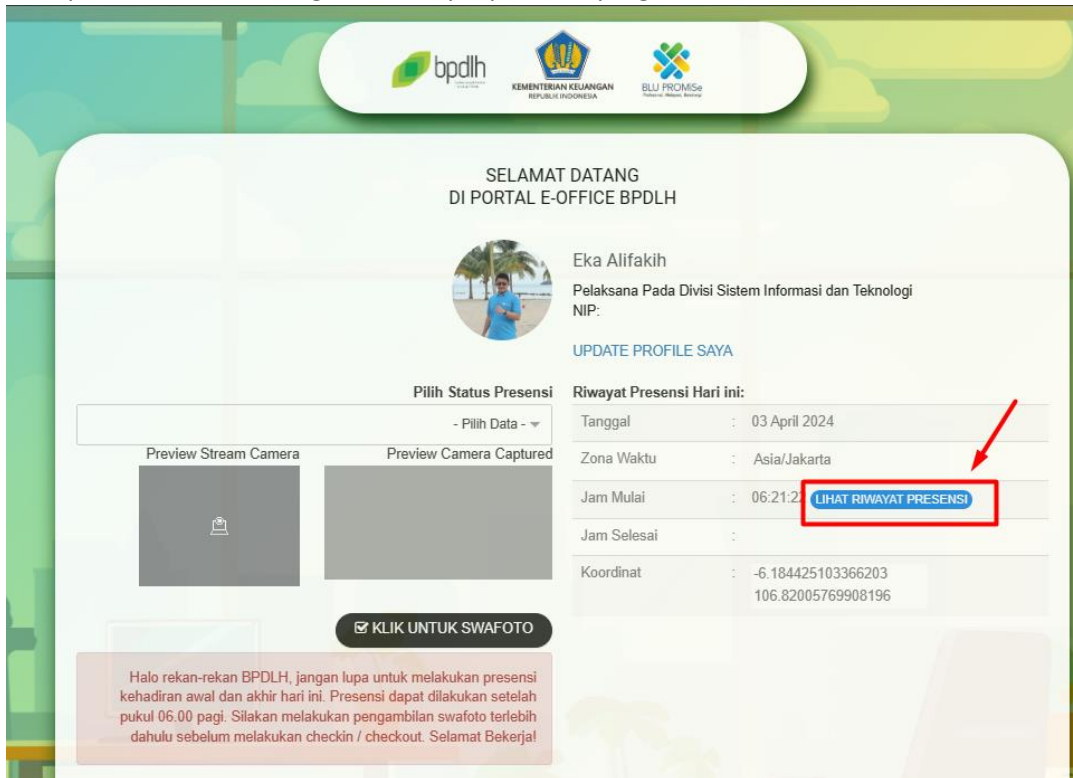 bpdlh
KEMENTERIAN KEUANGAN
REPUBLIK INDONESIA
BLU PROMISe
SELAMAT DATANG
DI PORTAL E-OFFICE BPDLH
Eka Alifakih
Pelaksana Pada Divisi Sistem Informasi dan Teknologi
NIP:
UPDATE PROFILE SAYA
Pilih Status Presensi
- Pilih Data -
Preview Stream Camera
Preview Camera Captured
KLIK UNTUK SWAFOTO
Halo rekan-rekan BPDLH, jangan lupa untuk melakukan presensi
kehadiran awal dan akhir hari ini. Presensi dapat dilakukan setelah
pukul 06.00 pagi. Silakan melakukan pengambilan swafoto terlebih
dahulu sebelum melakukan checkin / checkout. Selamat Bekerja!
Riwayat Presensi Hari ini:
Tanggal : 03 April 2024
Zona Waktu : Asia/Jakarta
Jam Mulai : 06:21:22 LIHAT RIWAYAT PRESENSI
Jam Selesai :
Koordinat : -6.184425103366203
106.82005769908196